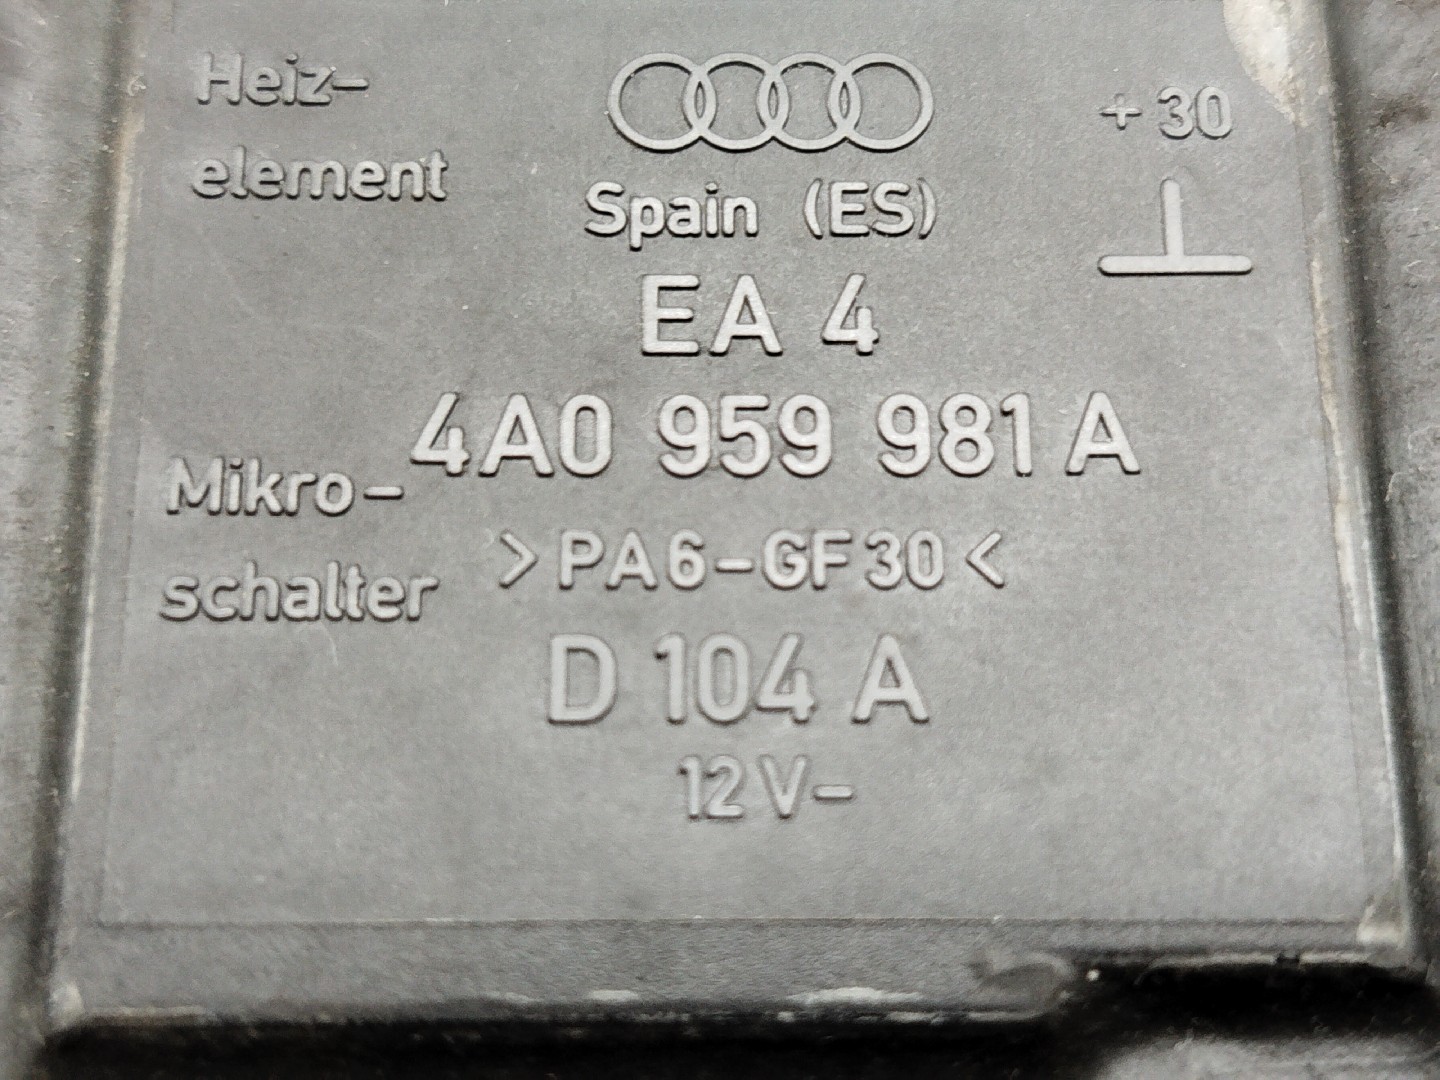 Heiz-
element
+ 30
Spain (ES)
EA 4
4A0 959 981 A
Mikro-
schalter
>PA6-GF30<
D 104 A
12V-